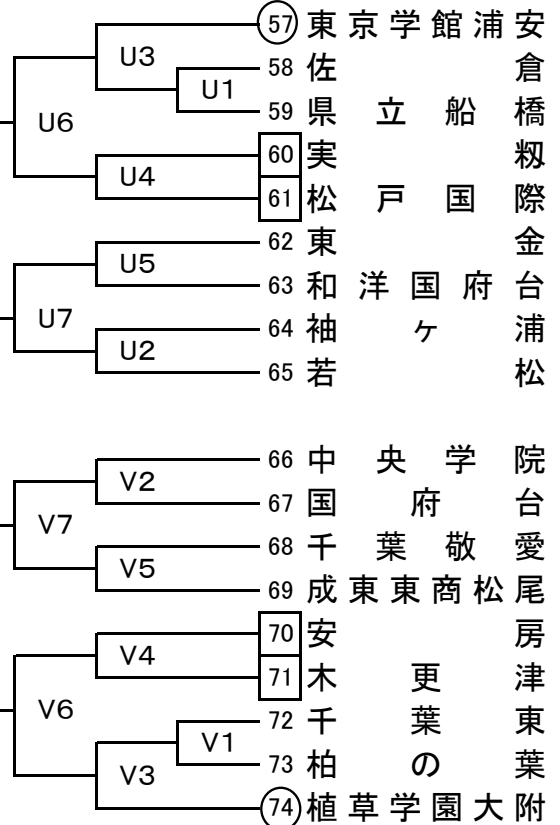 57 東京学館浦安
U3
58 佐倉
U1
59 県立船橋
U6
60 実籾
U4
61 松戸国際
62 東金
U5
63 和洋国府台
U7
64 袖ヶ浦
U2
65 若松
66 中央学院
V2
67 国府台
V7
68 千葉敬愛
V5
69 成東東商松尾
70 安房
V4
71 木更津
V6
72 千葉東
V1
73 柏の葉
V3
74 植草学園大附